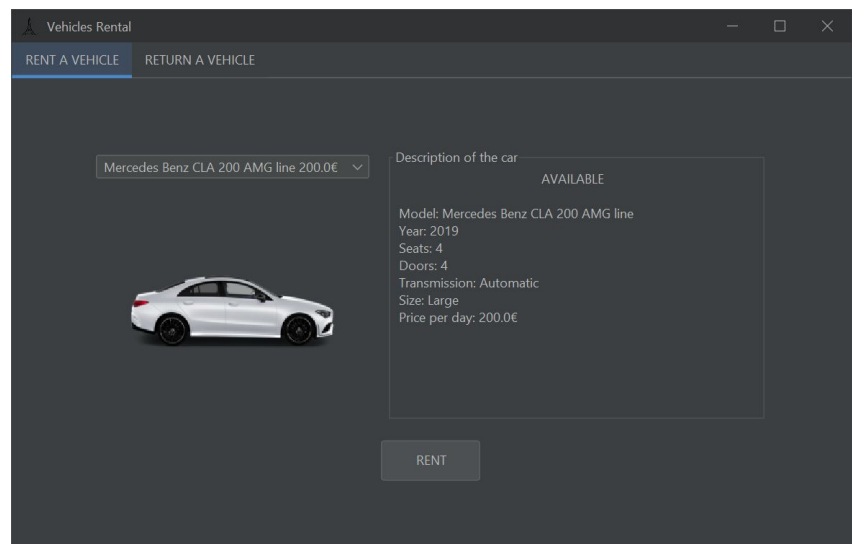 Vehicles Rental
RENT A VEHICLE
RETURN A VEHICLE
Mercedes Benz CLA 200 AMG line 200.0€
Description of the car
AVAILABLE
Model: Mercedes Benz CLA 200 AMG line
Year: 2019
Seats: 4
Doors: 4
Transmission: Automatic
Size: Large
Price per day: 200.0€
RENT